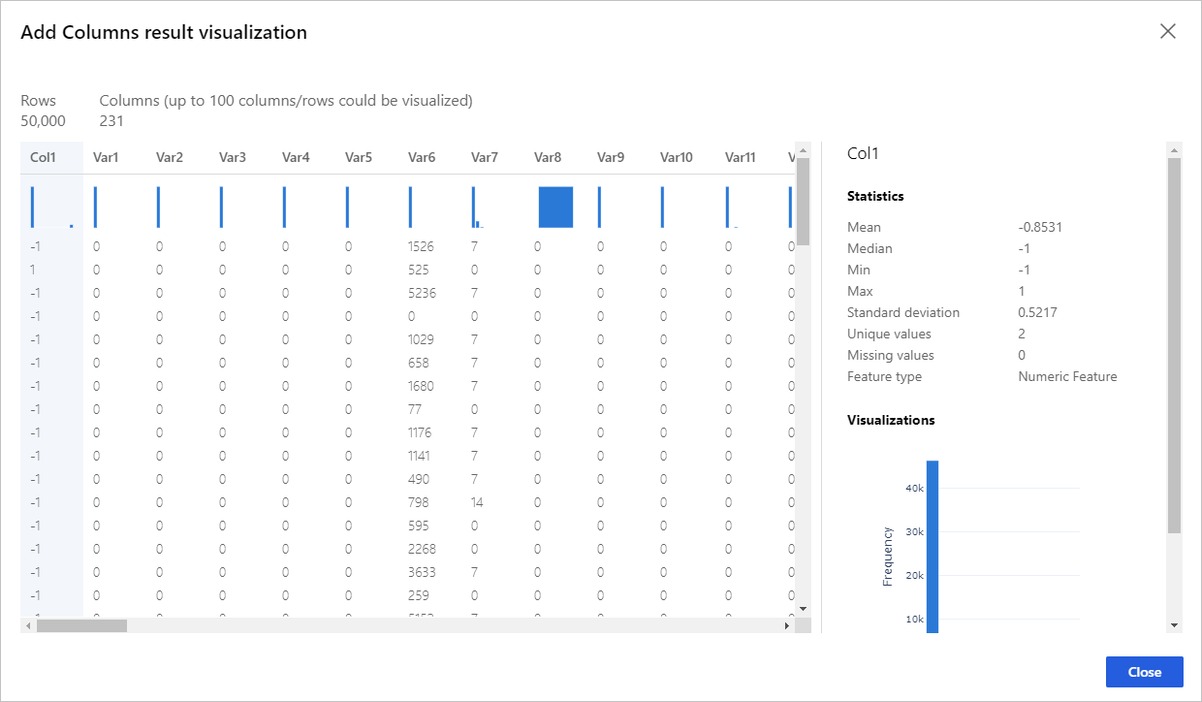 Add Columns result visualization
Rows Columns (up to 100 columns/rows could be visualized)
50,000 231
Col1 Var1 Var2 Var3 Var4 Var5 Var6 Var7 Var8 Var9 Var10 Var11
-1 0 0 0 0 0 1526 7 0 0 0 0 0
1 0 0 0 0 0 525 0 0 0 0 0 0
-1 0 0 0 0 0 5236 7 0 0 0 0 0
-1 0 0 0 0 0 0 0 0 0 0 0 0
-1 0 0 0 0 0 1029 7 0 0 0 0 0
-1 0 0 0 0 0 658 7 0 0 0 0 0
-1 0 0 0 0 0 1680 7 0 0 0 0 0
-1 0 0 0 0 0 77 0 0 0 0 0 0
-1 0 0 0 0 0 1176 7 0 0 0 0 0
-1 0 0 0 0 0 1141 7 0 0 0 0 0
-1 0 0 0 0 0 490 7 0 0 0 0 0
-1 0 0 0 0 0 798 14 0 0 0 0 0
-1 0 0 0 0 0 595 0 0 0 0 0 0
-1 0 0 0 0 0 2268 0 0 0 0 0 0
-1 0 0 0 0 0 3633 7 0 0 0 0 0
-1 0 0 0 0 0 259 0 0 0 0 0 0
Col1
Statistics
Mean -0.8531
Median -1
Min -1
Max 1
Standard deviation 0.5217
Unique values 2
Missing values 0
Feature type Numeric Feature
Visualizations
40k
30k
Frequency
20k
10k
Close